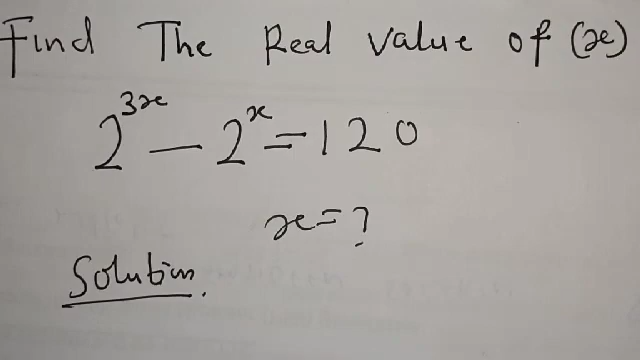 Find The Real Value of (x)
2^{3x} - 2^x = 120
x = ?
Solution.